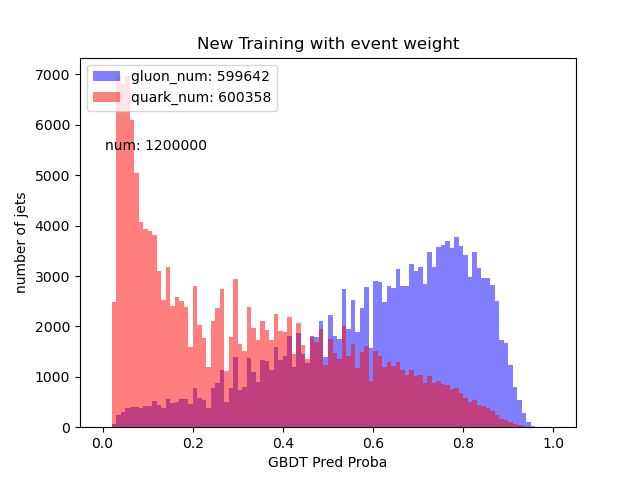 New Training with event weight
gluon_num: 599642
quark_num: 600358
num: 1200000
number of jets
7000
6000
5000
4000
3000
2000
1000
0
0.0 0.2 0.4 0.6 0.8 1.0
GBDT Pred Proba